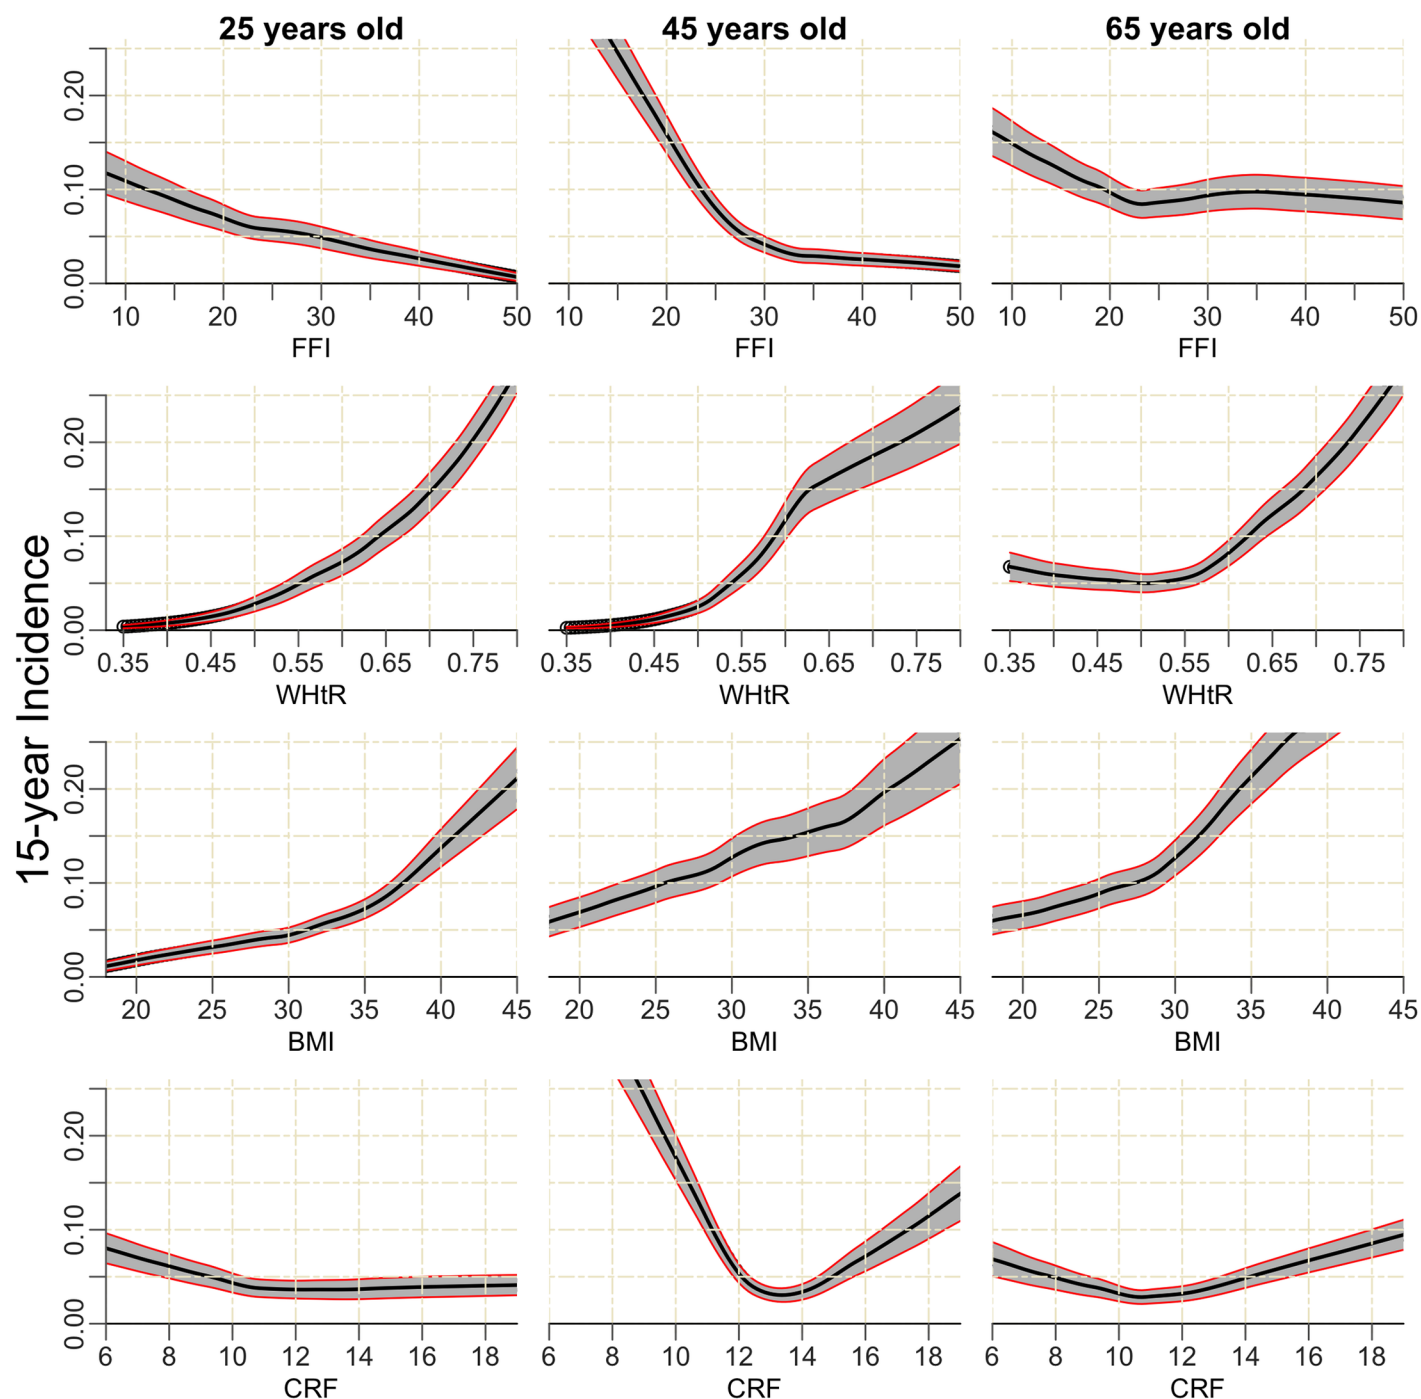 25 years old 45 years old 65 years old
0.00 0.10 0.20
10 20 30 40 50 10 20 30 40 50 10 20 30 40 50
FFI FFI FFI
0.00 0.10 0.20
0.35 0.45 0.55 0.65 0.75 0.35 0.45 0.55 0.65 0.75 0.35 0.45 0.55 0.65 0.75
WHtR WHtR WHtR
15-year Incidence
0.00 0.10 0.20
20 25 30 35 40 45 20 25 30 35 40 45 20 25 30 35 40 45
BMI BMI BMI
0.00 0.10 0.20
6 8 10 12 14 16 18 6 8 10 12 14 16 18 6 8 10 12 14 16 18
CRF CRF CRF